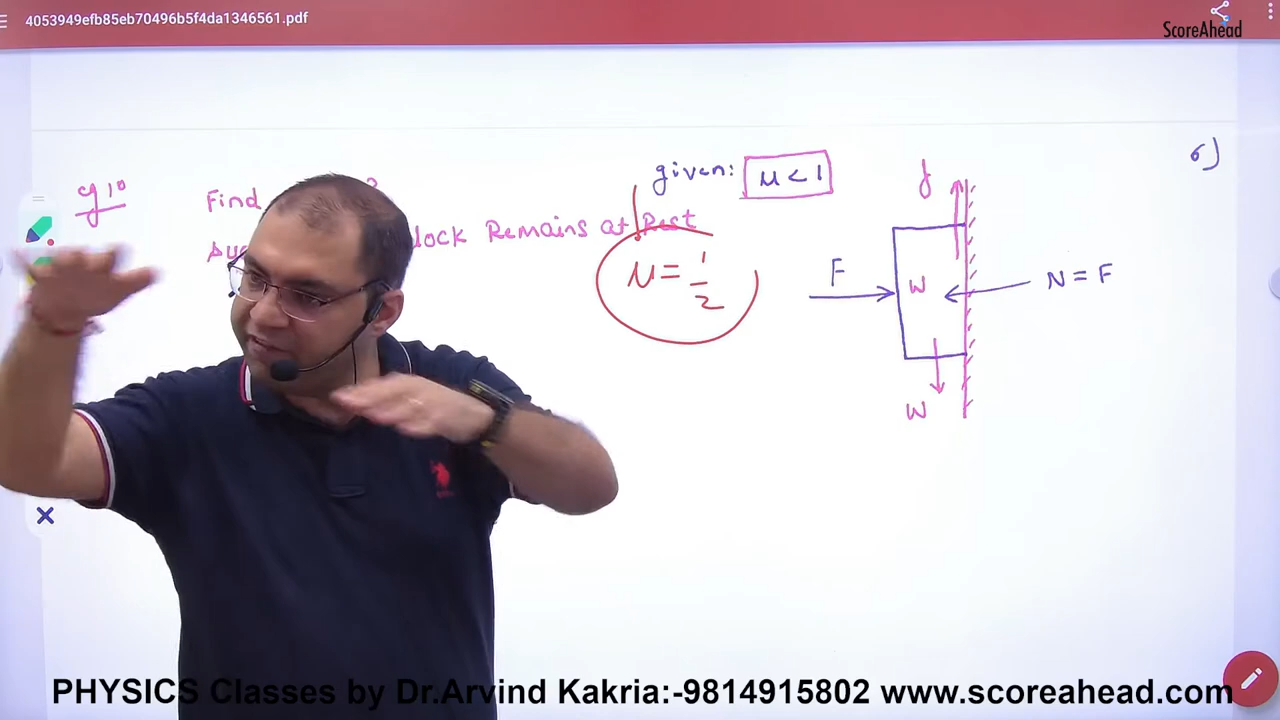 4053949efb85eb70496b5f4da1346561.pdf
ScoreAhead
given: μ < 1
6)
Find
lock Remains at Rest
μ = 1/2
f
F
W
N = F
W
PHYSICS Classes by Dr.Arvind Kakria:-9814915802 www.scoreahead.com